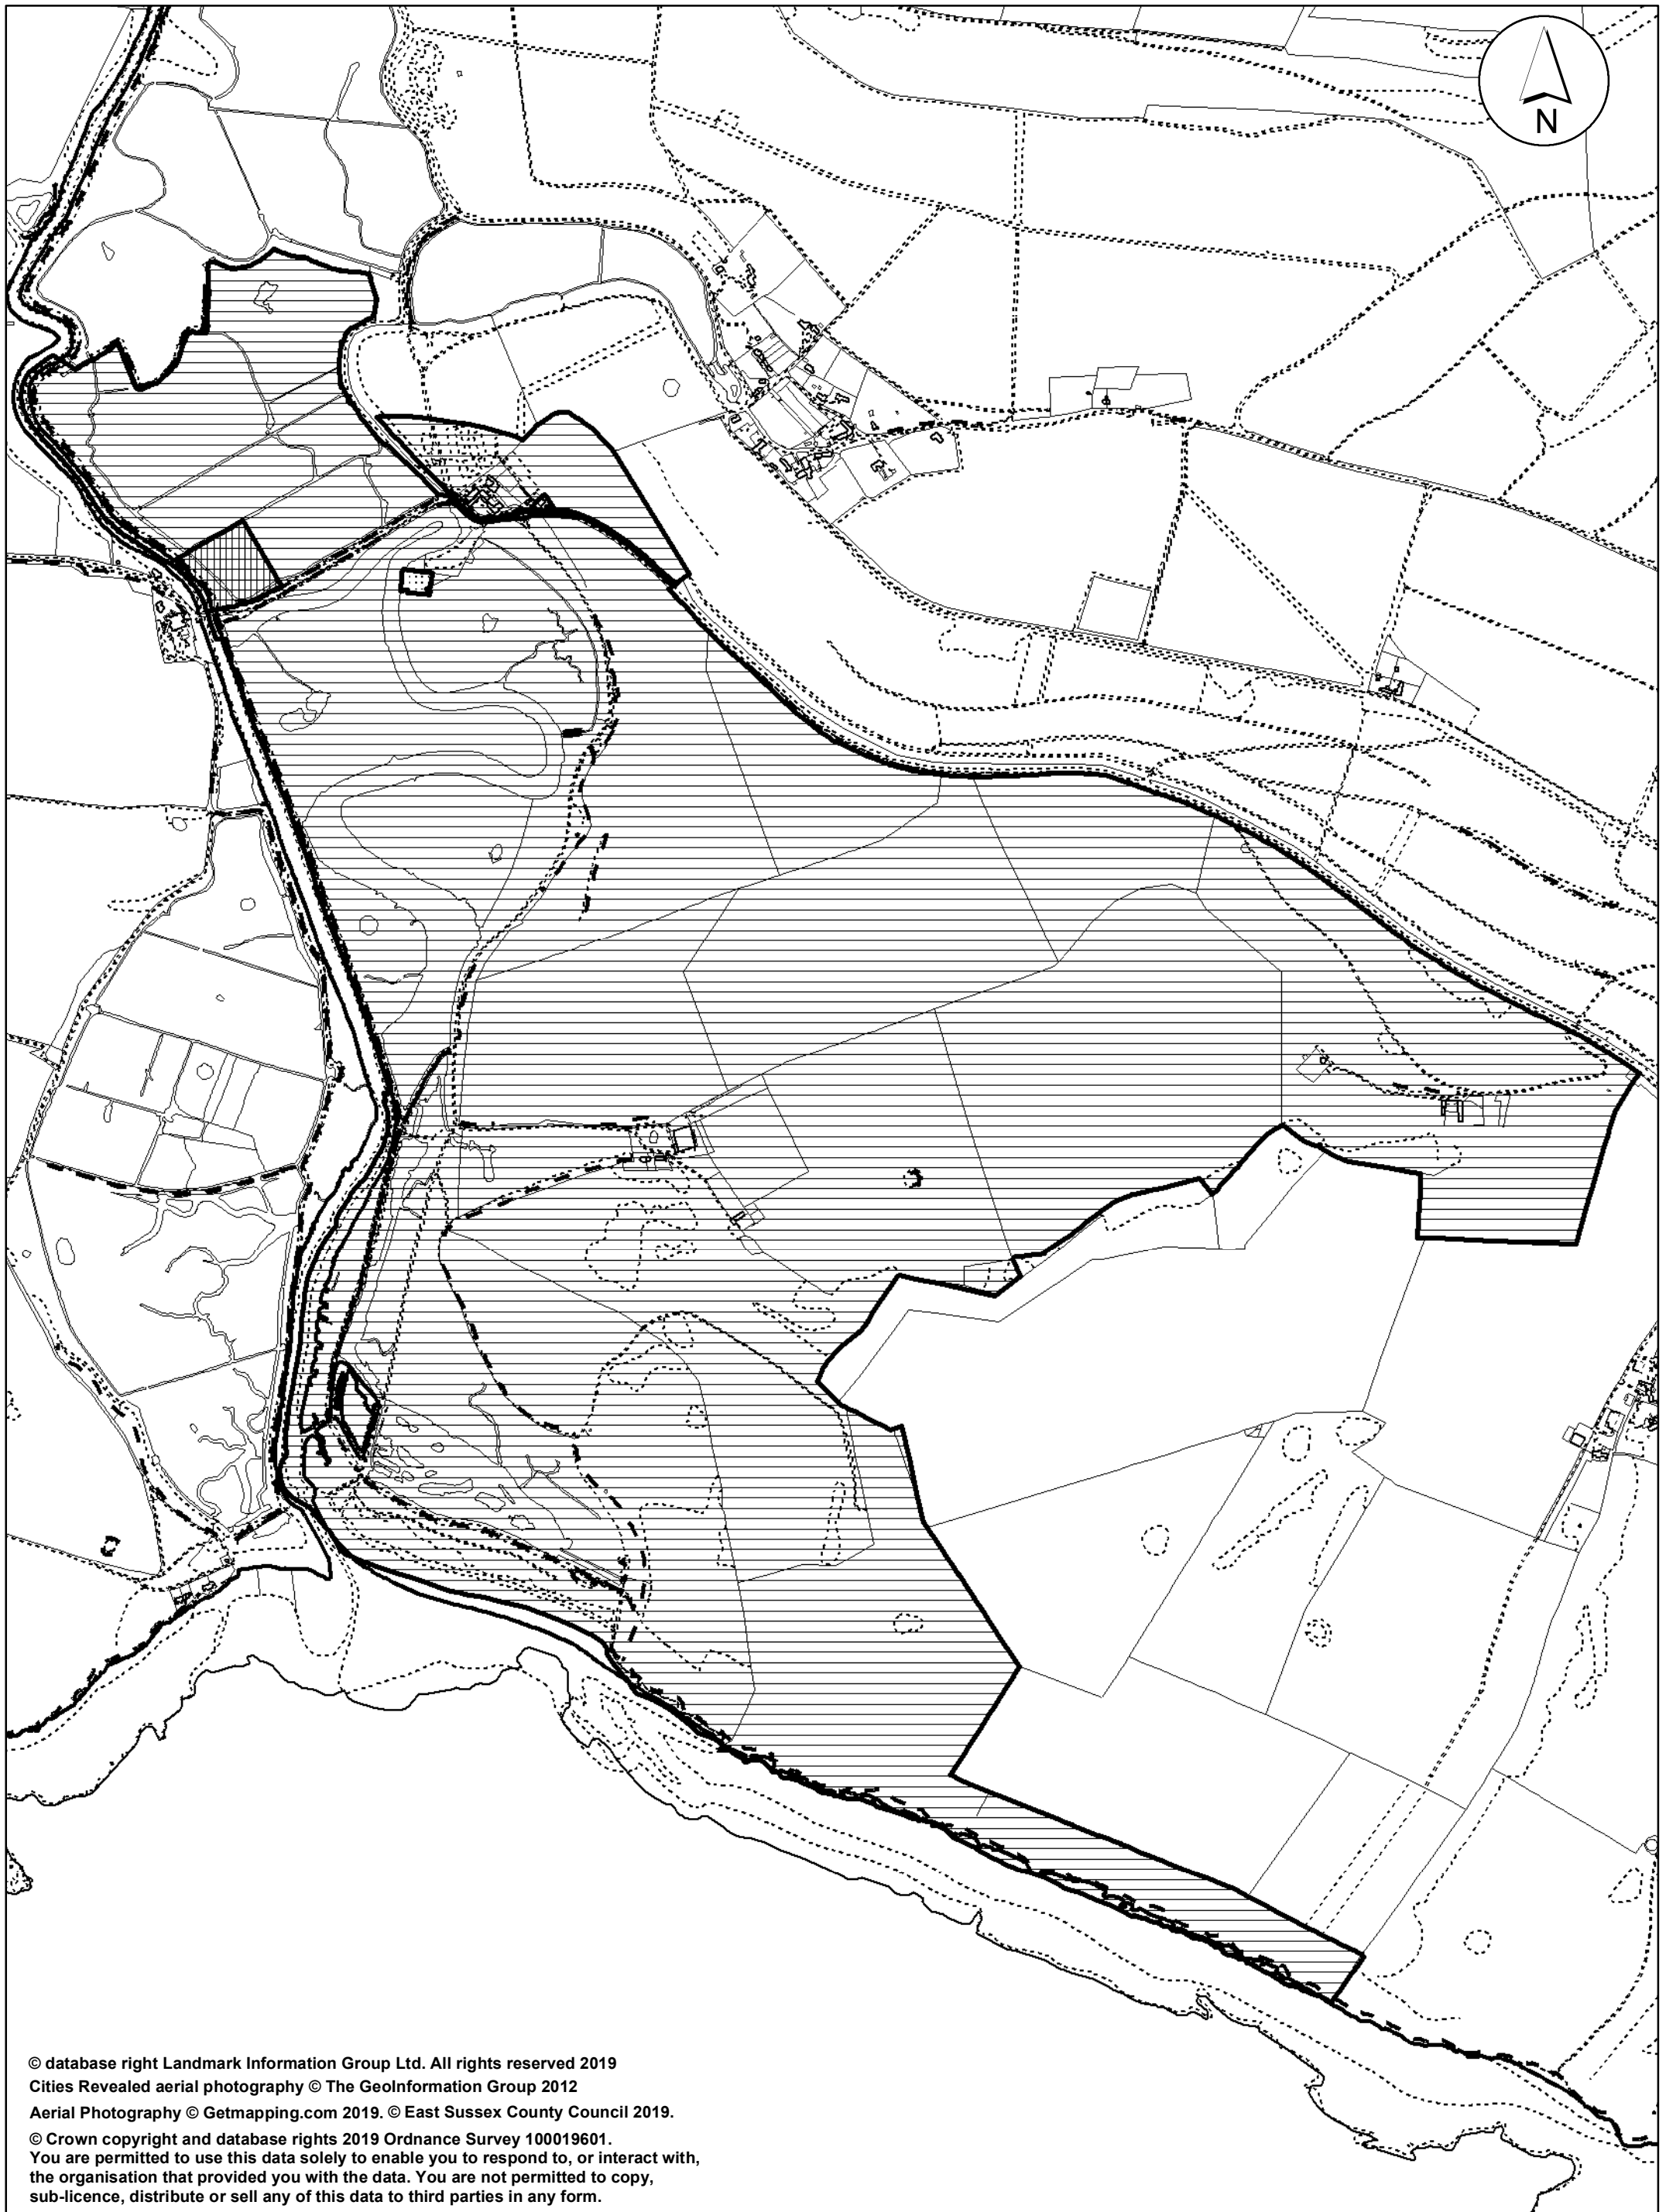 N
© database right Landmark Information Group Ltd. All rights reserved 2019
Cities Revealed aerial photography © The GeoInformation Group 2012
Aerial Photography © Getmapping.com 2019. © East Sussex County Council 2019.
© Crown copyright and database rights 2019 Ordnance Survey 100019601.
You are permitted to use this data solely to enable you to respond to, or interact with,
the organisation that provided you with the data. You are not permitted to copy,
sub-licence, distribute or sell any of this data to third parties in any form.